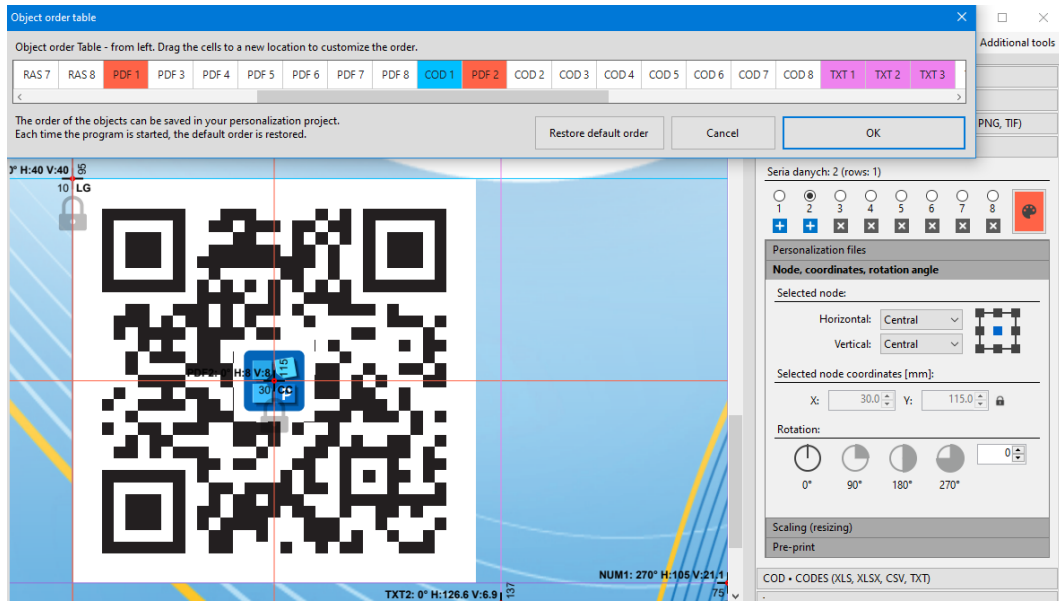 Object order table
Additional tools
Object order Table - from left. Drag the cells to a new location to customize the order.
RAS 7 RAS 8 PDF 1 PDF 3 PDF 4 PDF 5 PDF 6 PDF 7 PDF 8 COD 1 PDF 2 COD 2 COD 3 COD 4 COD 5 COD 6 COD 7 COD 8 TXT 1 TXT 2 TXT 3
The order of the objects can be saved in your personalization project.
Each time the program is started, the default order is restored.
Restore default order Cancel OK
PNG, TIF)
0° H:40 V:40 95
10 LG
PDF2: 0° H:8 V:8 115
30 CC
NUM1: 270° H:105 V:21.1
75
TXT2: 0° H:126.6 V:6.9 137
Seria danych: 2 (rows: 1)
1 2 3 4 5 6 7 8
Personalization files
Node, coordinates, rotation angle
Selected node:
Horizontal: Central
Vertical: Central
Selected node coordinates [mm]:
X: 30.0 Y: 115.0
Rotation:
0
0° 90° 180° 270°
Scaling (resizing)
Pre-print
COD • CODES (XLS, XLSX, CSV, TXT)